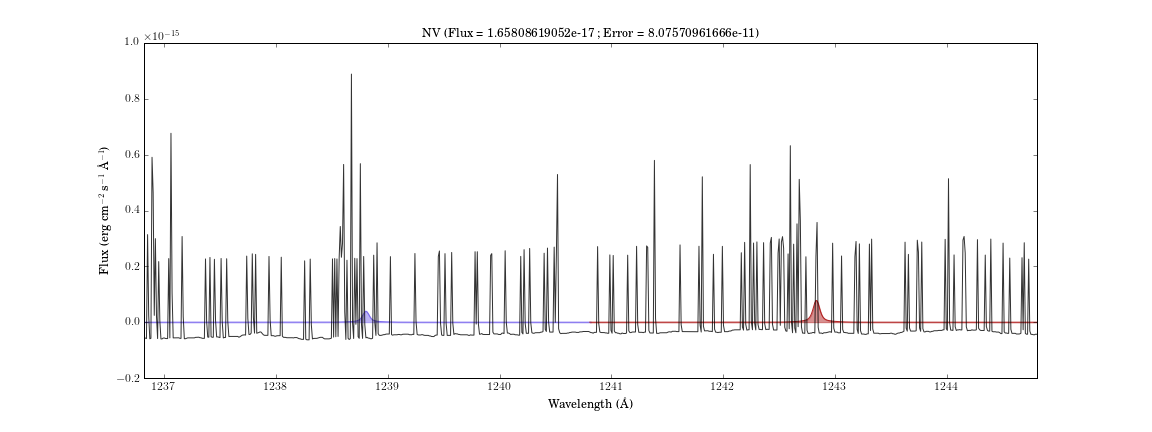 NV (Flux = 1.65808619052e-17 ; Error = 8.07570961666e-11)
×10⁻¹⁵
1.0
0.8
0.6
0.4
0.2
0.0
−0.2
Flux (erg cm⁻² s⁻¹ Å⁻¹)
1237 1238 1239 1240 1241 1242 1243 1244
Wavelength (Å)